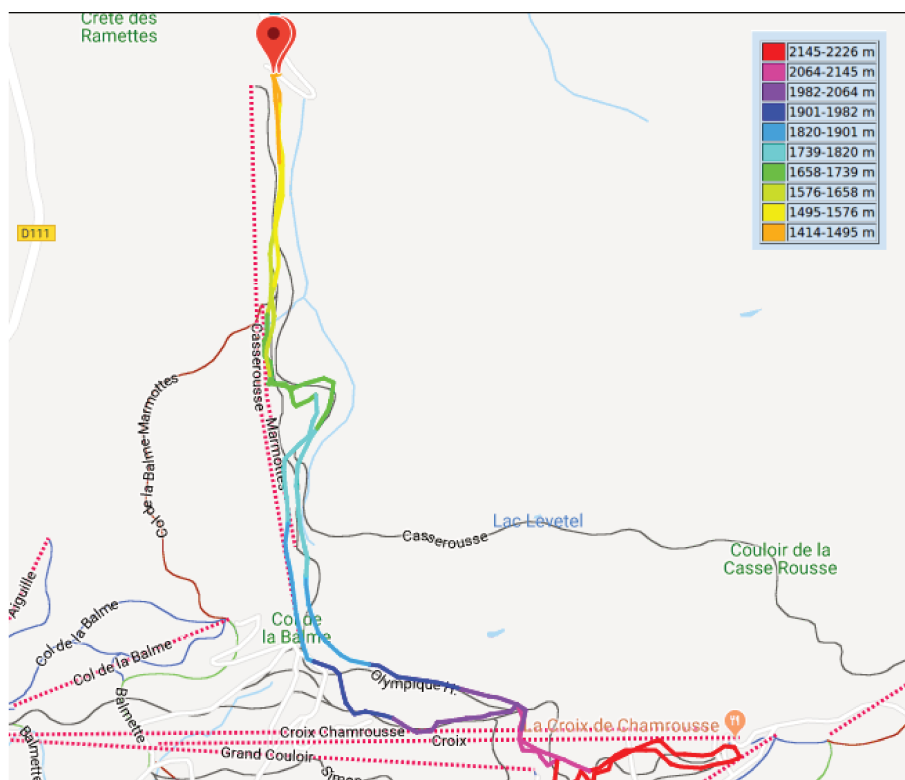 Crête des
Ramettes
2145-2226 m
2064-2145 m
1982-2064 m
1901-1982 m
1820-1901 m
1739-1820 m
1658-1739 m
1576-1658 m
1495-1576 m
1414-1495 m
D111
Casserousse
Marmottes
Col de la Balme-Marmottes
Col
Lac Lèvetel
Casserousse
Couloir de la
Casse Rousse
Aiguille
Col de
la Balme
Col de la Balme
Col de la Balme
Olympique H.
Balmette
Balmette
La Croix de Chamrousse
Croix Chamrousse
Croix
Grand Couloir